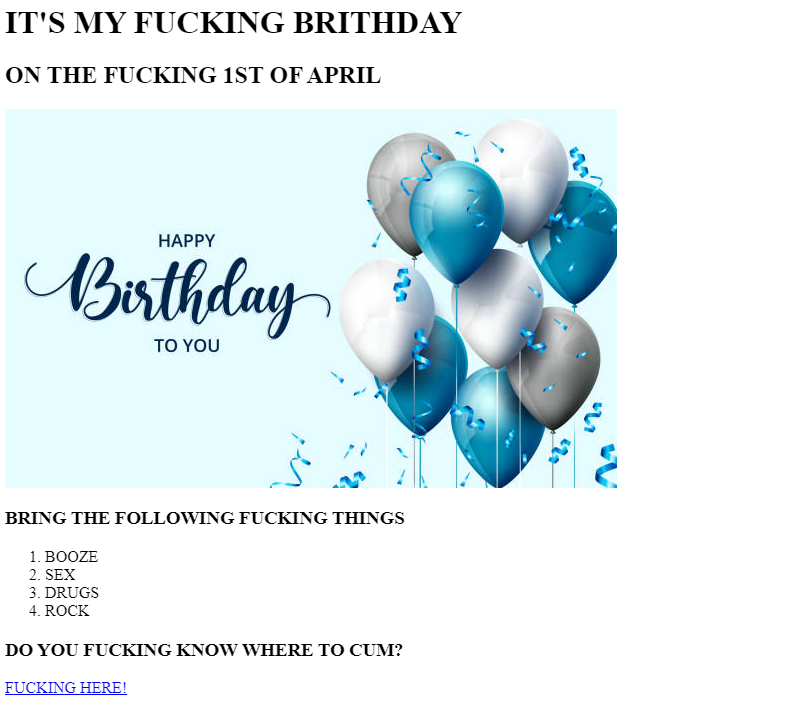 IT'S MY FUCKING BRITHDAY
ON THE FUCKING 1ST OF APRIL
HAPPY
Birthday
TO YOU
BRING THE FOLLOWING FUCKING THINGS
1. BOOZE
2. SEX
3. DRUGS
4. ROCK
DO YOU FUCKING KNOW WHERE TO CUM?
FUCKING HERE!